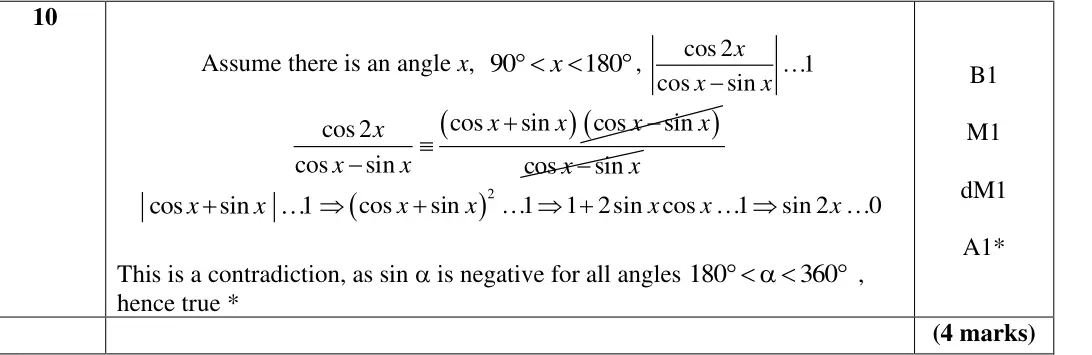 10
Assume there is an angle x, 90° < x < 180°, |cos 2x / (cos x − sin x)| …1
B1
cos 2x / (cos x − sin x) ≡ (cos x + sin x)(cos x − sin x) / (cos x − sin x)
M1
|cos x + sin x| …1 ⇒ (cos x + sin x)² …1 ⇒ 1 + 2sin x cos x …1 ⇒ sin 2x …0
dM1
A1*
This is a contradiction, as sin α is negative for all angles 180° < α < 360° ,
hence true *
(4 marks)